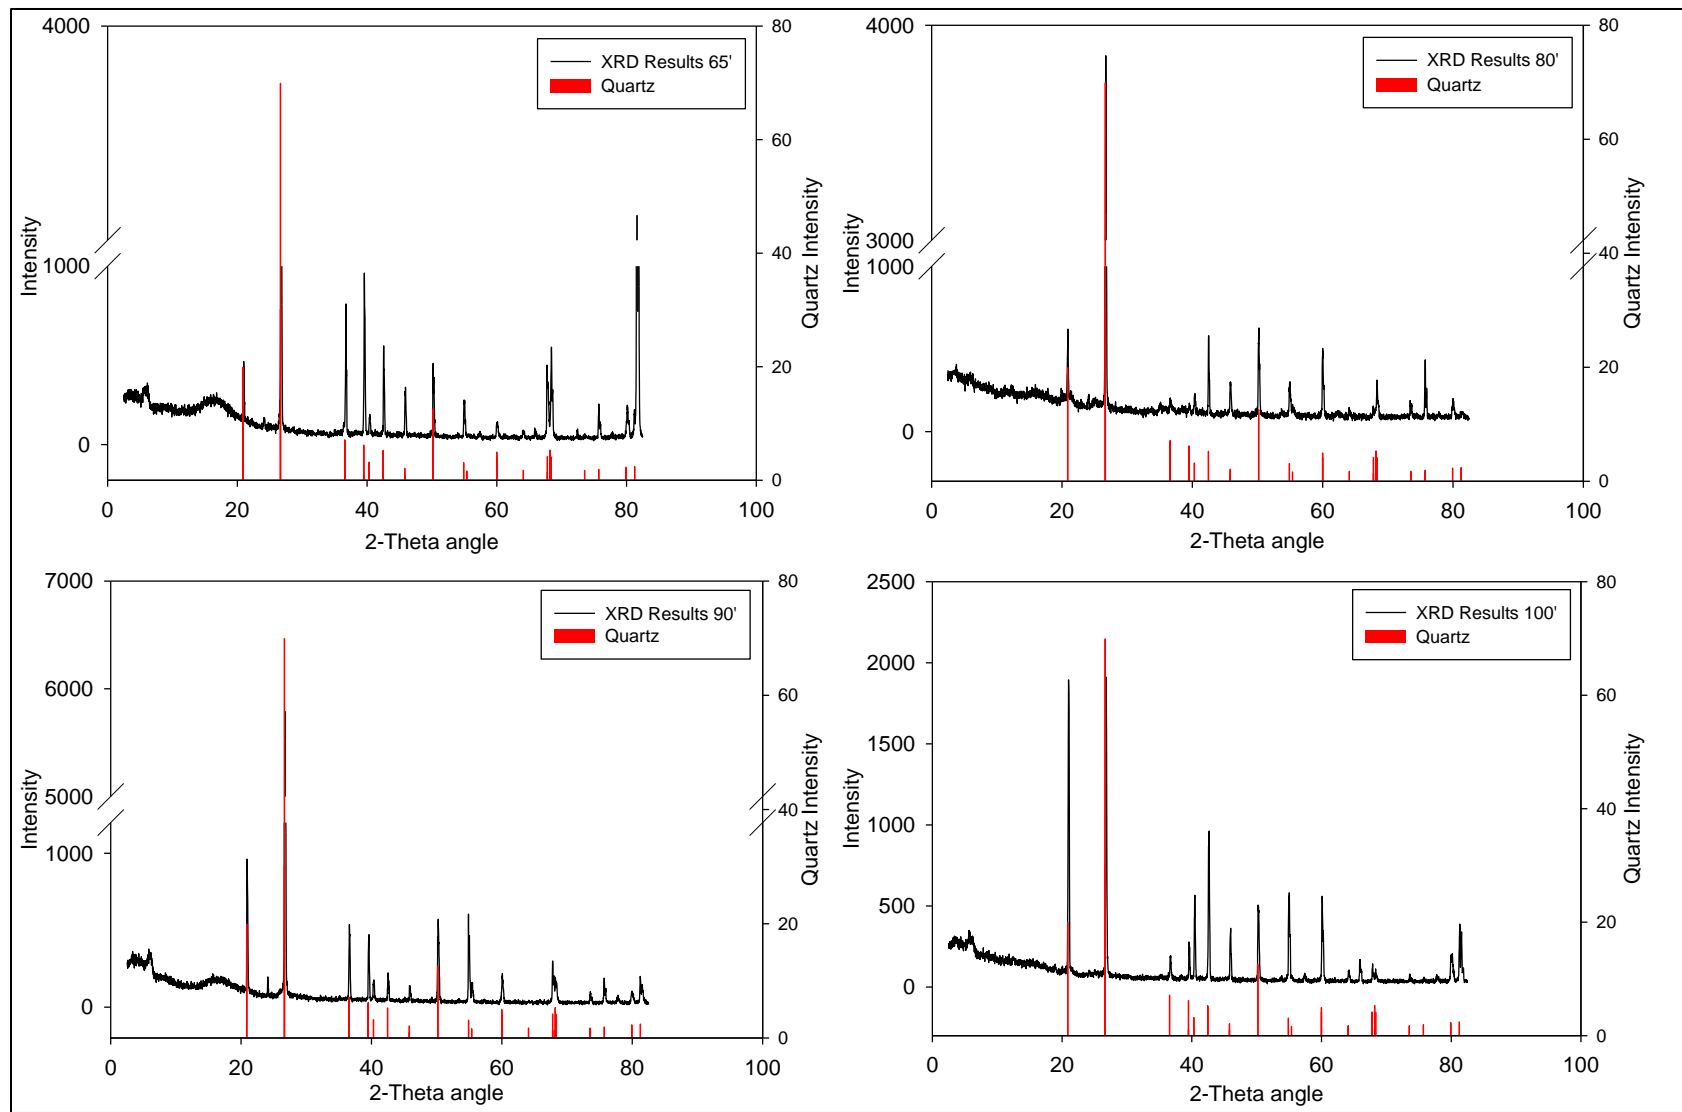 4000
80
XRD Results 65'
Quartz
60
Intensity
Quartz Intensity
40
1000
20
0
0
0 20 40 60 80 100
2-Theta angle
4000
80
XRD Results 80'
Quartz
60
3000
Intensity
Quartz Intensity
40
1000
20
0
0
0 20 40 60 80 100
2-Theta angle
7000
80
XRD Results 90'
Quartz
6000
60
5000
Intensity
Quartz Intensity
40
1000
20
0
0
0 20 40 60 80 100
2-Theta angle
2500
80
XRD Results 100'
Quartz
2000
60
1500
Intensity
Quartz Intensity
1000
40
500
20
0
0
0 20 40 60 80 100
2-Theta angle